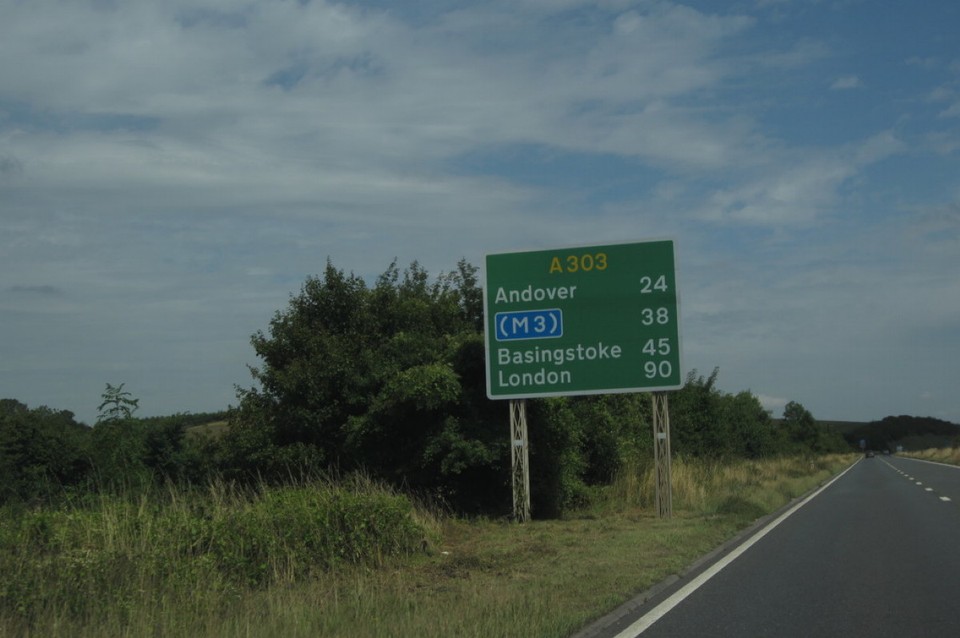 A303
Andover 24
(M3) 38
Basingstoke 45
London 90